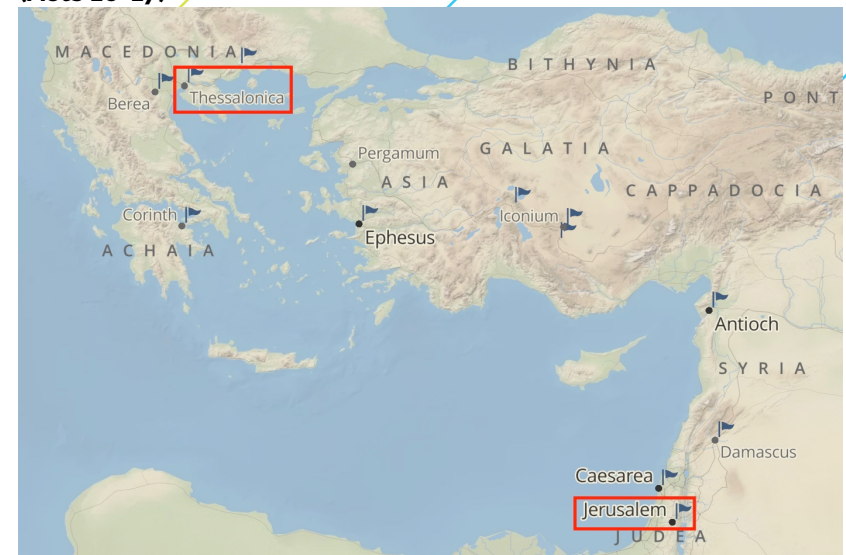 MACEDONIA
BITHYNIA
Thessalonica
Berea
PONT
Pergamum
GALATIA
ASIA
CAPPADOCIA
Corinth
Iconium
Ephesus
ACHAIA
Antioch
SYRIA
Damascus
Caesarea
Jerusalem
JUDEA